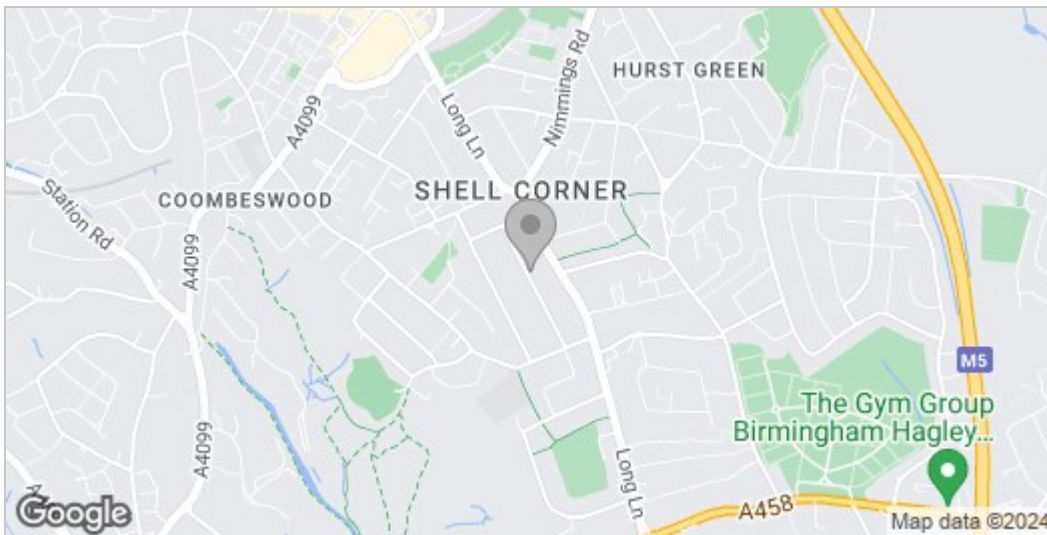 HURST GREEN
Nimmings Rd
Long Ln
A4099
SHELL CORNER
COOMBESWOOD
Station Rd
A4099
M5
The Gym Group
Birmingham Hagley...
A4099
Long Ln
A458
Google
Map data ©2024